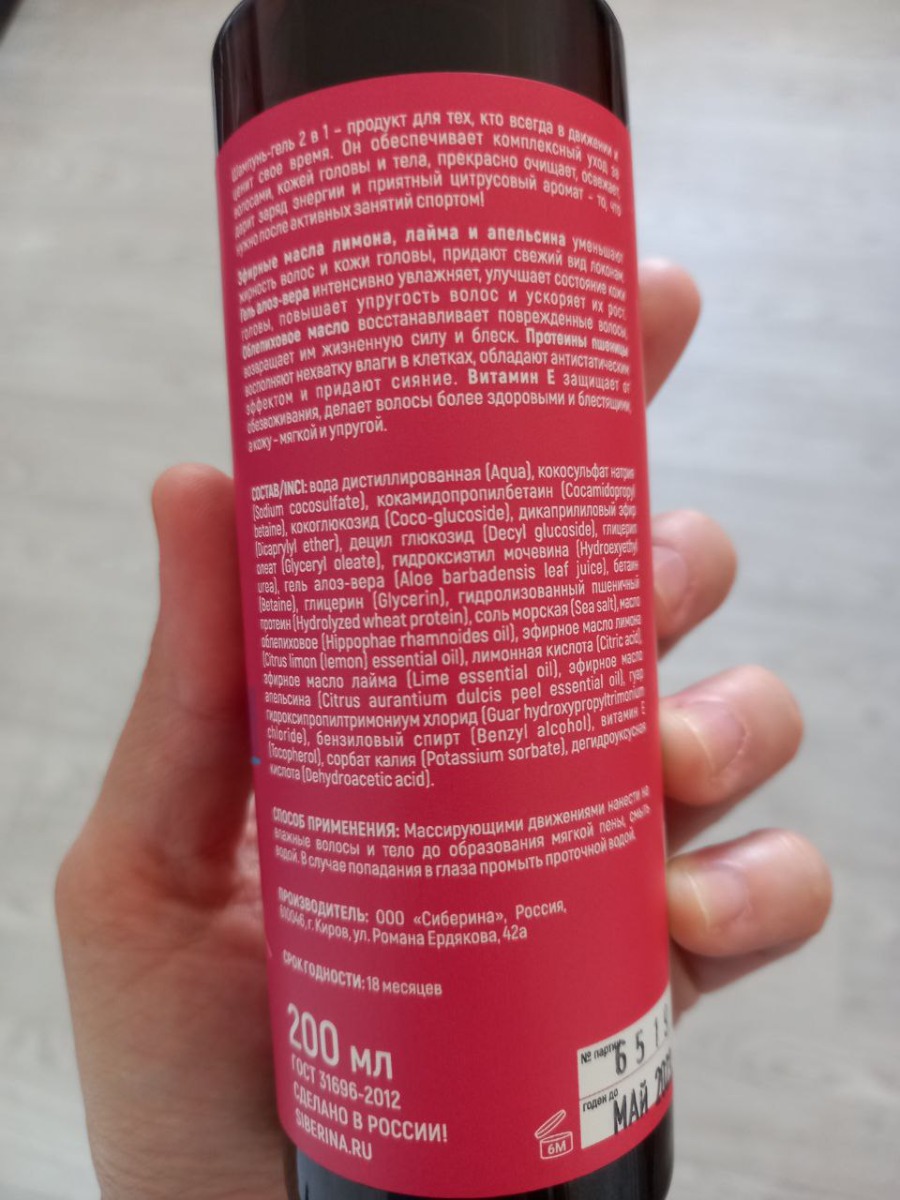 Шампунь-гель 2 в 1 – продукт для тех, кто всегда в движении и
ценит свое время. Он обеспечивает комплексный уход за
волосами, кожей головы и тела, прекрасно очищает, освежает,
дарит заряд энергии и приятный цитрусовый аромат – то, что
нужно после активных занятий спортом!
Эфирные масла лимона, лайма и апельсина уменьшают
жирность волос и кожи головы, придают свежий вид локонам.
Гель алоэ-вера интенсивно увлажняет, улучшает состояние кожи
головы, повышает упругость волос и ускоряет их рост.
Облепиховое масло восстанавливает поврежденные волосы,
возвращает им жизненную силу и блеск. Протеины пшеницы
восполняют нехватку влаги в клетках, обладают антистатическим
эффектом и придают сияние. Витамин Е защищает от
обезвоживания, делает волосы более здоровыми и блестящими,
а кожу – мягкой и упругой.
СОСТАВ/INCI: вода дистиллированная (Aqua), кокосульфат натрия
(Sodium cocosulfate), кокамидопропилбетаин (Cocamidopropyl
betaine), кокоглюкозид (Coco-glucoside), дикаприлиловый эфир
(Dicaprylyl ether), децил глюкозид (Decyl glucoside), глицерил
олеат (Glyceryl oleate), гидроксиэтил мочевина (Hydroexyethyl
urea), гель алоэ-вера (Aloe barbadensis leaf juice), бетаин
(Betaine), глицерин (Glycerin), гидролизованный пшеничный
протеин (Hydrolyzed wheat protein), соль морская (Sea salt), масло
облепиховое (Hippophae rhamnoides oil), эфирное масло лимона
(Citrus limon (lemon) essential oil), лимонная кислота (Citric acid),
эфирное масло лайма (Lime essential oil), эфирное масло
апельсина (Citrus aurantium dulcis peel essential oil), гуар
гидроксипропилтримониум хлорид (Guar hydroxypropyltrimonium
chloride), бензиловый спирт (Benzyl alcohol), витамин Е
(Tocopherol), сорбат калия (Potassium sorbate), дегидроуксусная
кислота (Dehydroacetic acid).
СПОСОБ ПРИМЕНЕНИЯ: Массирующими движениями нанести на
влажные волосы и тело до образования мягкой пены, смыть
водой. В случае попадания в глаза промыть проточной водой.
ПРОИЗВОДИТЕЛЬ: ООО «Сиберина», Россия,
610046, г. Киров, ул. Романа Ердякова, 42а
СРОК ГОДНОСТИ: 18 месяцев
200 мл
ГОСТ 31696-2012
СДЕЛАНО В РОССИИ!
SIBERINA.RU
6М
№ партии 6 5 1
годен до МАЙ